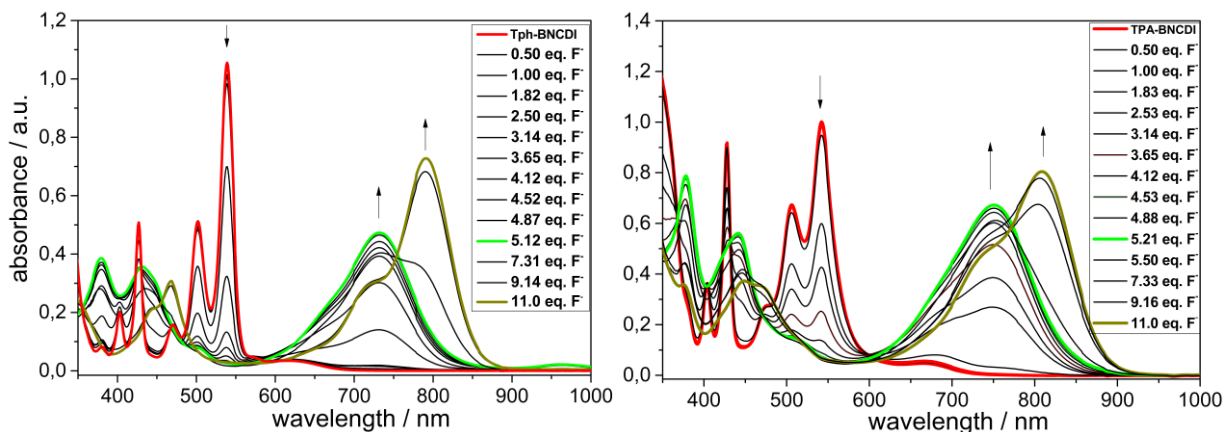 1,2
1,0
0,8
0,6
0,4
0,2
0,0
absorbance / a.u.
400 500 600 700 800 900 1000
wavelength / nm
Tph-BNCDI
0.50 eq. F⁻
1.00 eq. F⁻
1.82 eq. F⁻
2.50 eq. F⁻
3.14 eq. F⁻
3.65 eq. F⁻
4.12 eq. F⁻
4.52 eq. F⁻
4.87 eq. F⁻
5.12 eq. F⁻
7.31 eq. F⁻
9.14 eq. F⁻
11.0 eq. F⁻
1,4
1,2
1,0
0,8
0,6
0,4
0,2
0,0
400 500 600 700 800 900 1000
wavelength / nm
TPA-BNCDI
0.50 eq. F⁻
1.00 eq. F⁻
1.83 eq. F⁻
2.53 eq. F⁻
3.14 eq. F⁻
3.65 eq. F⁻
4.12 eq. F⁻
4.53 eq. F⁻
4.88 eq. F⁻
5.21 eq. F⁻
5.50 eq. F⁻
7.33 eq. F⁻
9.16 eq. F⁻
11.0 eq. F⁻